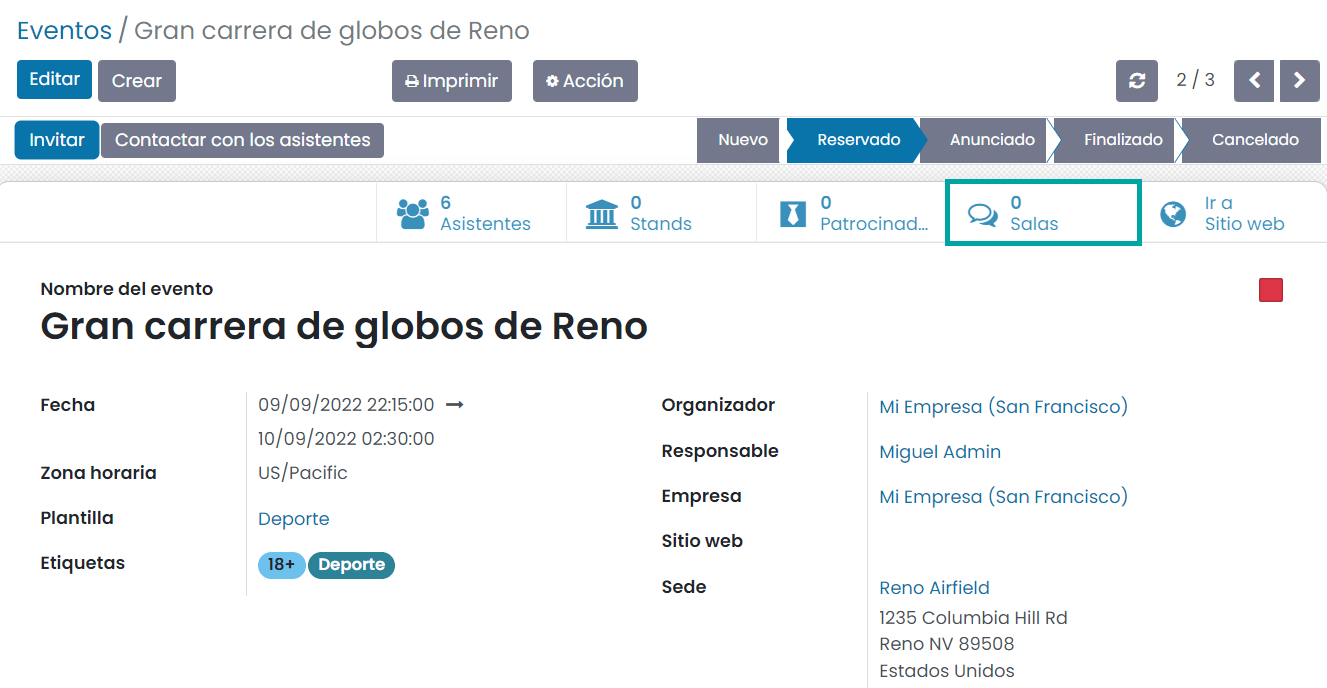 Eventos / Gran carrera de globos de Reno
Editar Crear Imprimir Acción 2 / 3
Invitar Contactar con los asistentes Nuevo Reservado Anunciado Finalizado Cancelado
6 Asistentes
0 Stands
0 Patrocinad...
0 Salas
Ir a Sitio web
Nombre del evento
Gran carrera de globos de Reno
Fecha 09/09/2022 22:15:00 →
10/09/2022 02:30:00
Zona horaria US/Pacific
Plantilla Deporte
Etiquetas 18+ Deporte
Organizador Mi Empresa (San Francisco)
Responsable Miguel Admin
Empresa Mi Empresa (San Francisco)
Sitio web
Sede Reno Airfield
1235 Columbia Hill Rd
Reno NV 89508
Estados Unidos